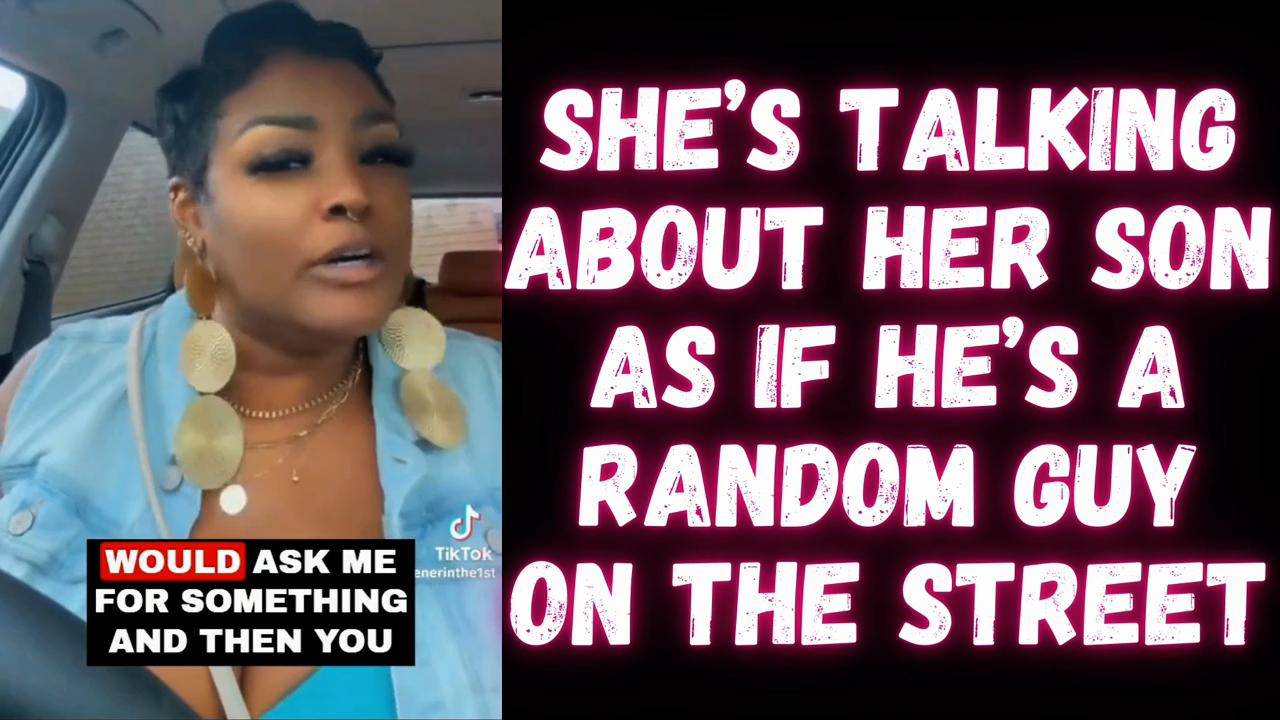 SHE'S TALKING
ABOUT HER SON
AS IF HE'S A
RANDOM GUY
ON THE STREET
WOULD ASK ME
FOR SOMETHING
AND THEN YOU
TikTok
enerinthe1st